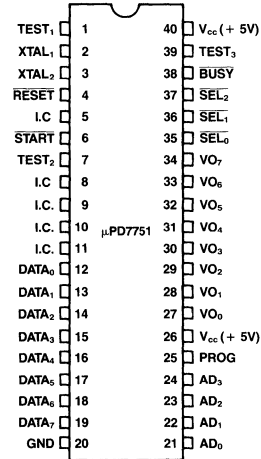 TEST₁ 1 40 Vcc (+ 5V)
XTAL₁ 2 39 TEST₃
XTAL₂ 3 38 BUSY
RESET 4 37 SEL₂
I.C 5 36 SEL₁
START 6 35 SEL₀
TEST₂ 7 34 VO₇
I.C 8 33 VO₆
I.C. 9 32 VO₅
I.C. 10 µPD7751 31 VO₄
I.C. 11 30 VO₃
DATA₀ 12 29 VO₂
DATA₁ 13 28 VO₁
DATA₂ 14 27 VO₀
DATA₃ 15 26 Vcc (+ 5V)
DATA₄ 16 25 PROG
DATA₅ 17 24 AD₃
DATA₆ 18 23 AD₂
DATA₇ 19 22 AD₁
GND 20 21 AD₀